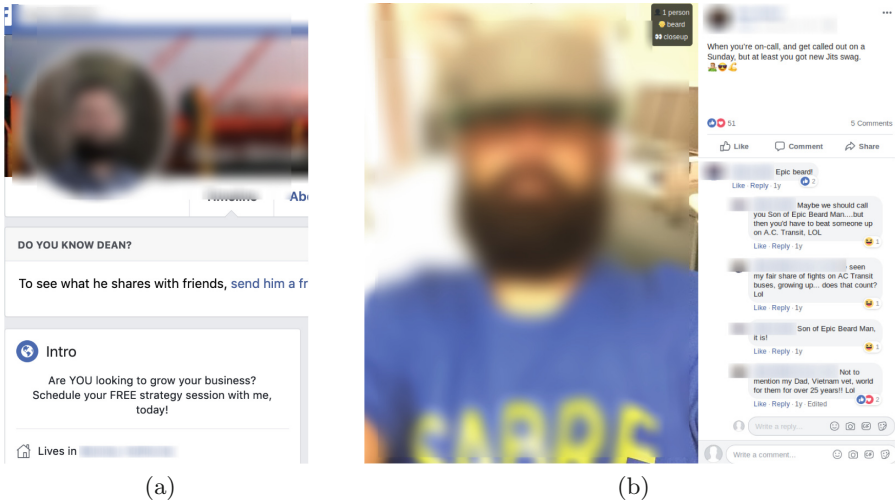 Timeline
Abo
DO YOU KNOW DEAN?
To see what he shares with friends, send him a fr
Intro
Are YOU looking to grow your business?
Schedule your FREE strategy session with me,
today!
Lives in
(a)
1 person
beard
closeup
(b)
When you're on-call, and get called out on a
Sunday, but at least you got new Jits swag.
51
5 Comments
Like Comment Share
Epic beard!
2
Like · Reply · 1y
Maybe we should call
you Son of Epic Beard Man....but
then you'd have to beat someone up
on A.C. Transit, LOL
1
Like · Reply · 1y
seen
my fair share of fights on AC Transit
buses, growing up... does that count?
Lol
1
Like · Reply · 1y
Son of Epic Beard Man,
it is!
1
Like · Reply · 1y
Not to
mention my Dad, Vietnam vet, world
for them for over 25 years!! Lol
2
Like · Reply · 1y · Edited
Write a reply...
Write a comment...